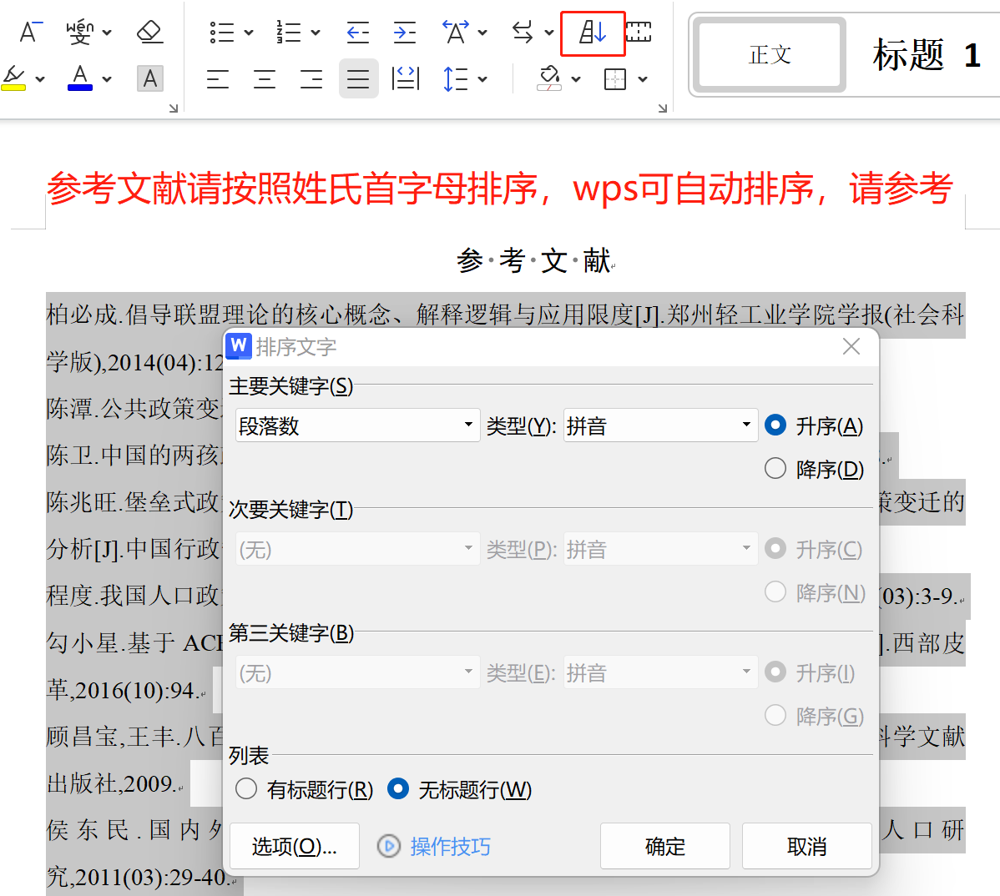 A
wén
文
A
A
A
正文
标题 1
参考文献请按照姓氏首字母排序，wps可自动排序，请参考
参·考·文·献
柏必成.倡导联盟理论的核心概念、解释逻辑与应用限度[J].郑州轻工业学院学报(社会科
学版),2014(04):12
陈潭.公共政策变
陈卫.中国的两孩
陈兆旺.堡垒式政 策变迁的
分析[J].中国行政
程度.我国人口政 (03):3-9.
勾小星.基于 ACF ].西部皮
革,2016(10):94.
顾昌宝,王丰.八百 科学文献
出版社,2009.
侯东民.国内外 人口研
究,2011(03):29-40.
W 排序文字
主要关键字(S)
段落数 类型(Y): 拼音 升序(A)
降序(D)
次要关键字(T)
(无) 类型(P): 拼音 升序(C)
降序(N)
第三关键字(B)
(无) 类型(E): 拼音 升序(I)
降序(G)
列表
有标题行(R) 无标题行(W)
选项(O)... 操作技巧 确定 取消